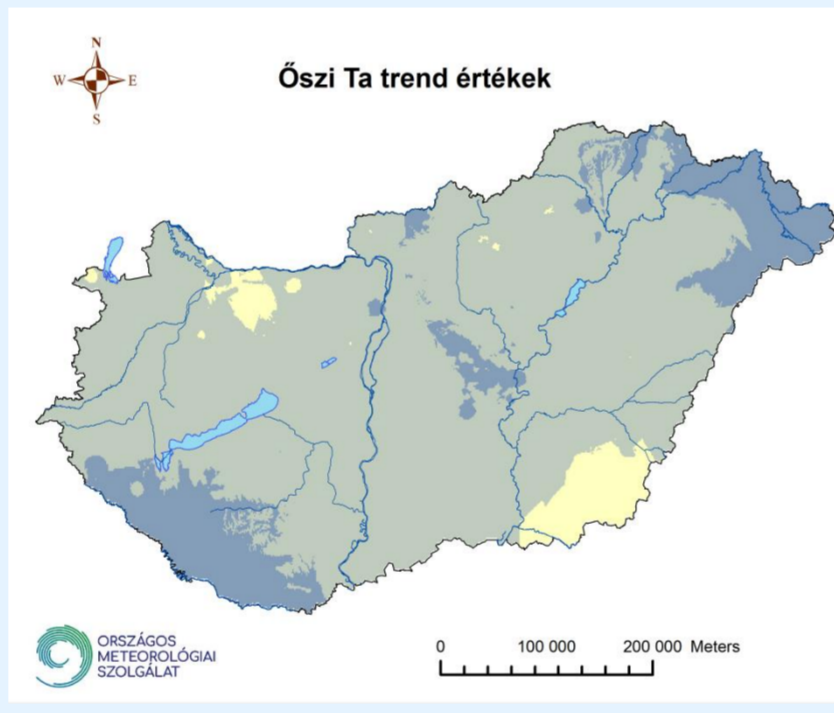 N
W E
S
Őszi Ta trend értékek
ORSZÁGOS
METEOROLÓGIAI
SZOLGÁLAT
0 100 000 200 000 Meters